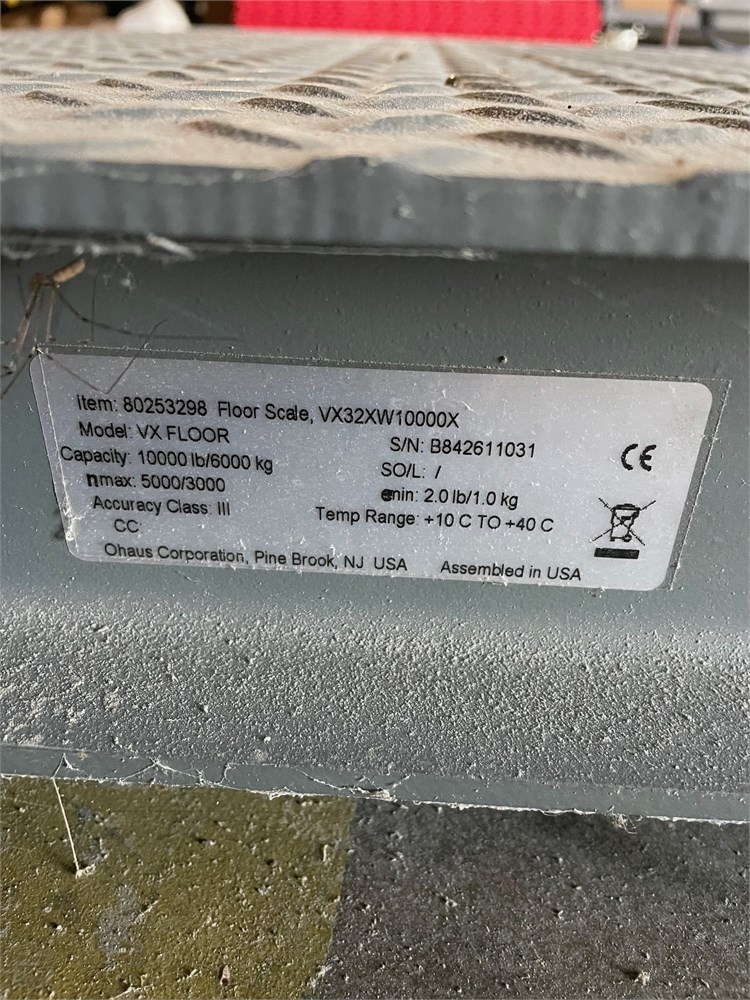 Item: 80253298 Floor Scale, VX32XW10000X
Model: VX FLOOR
S/N: B842611031
Capacity: 10000 lb/6000 kg
SO/L: /
nmax: 5000/3000
emin: 2.0 lb/1.0 kg
Accuracy Class: III
Temp Range: +10 C TO +40 C
CC:
Ohaus Corporation, Pine Brook, NJ USA
Assembled in USA
CE